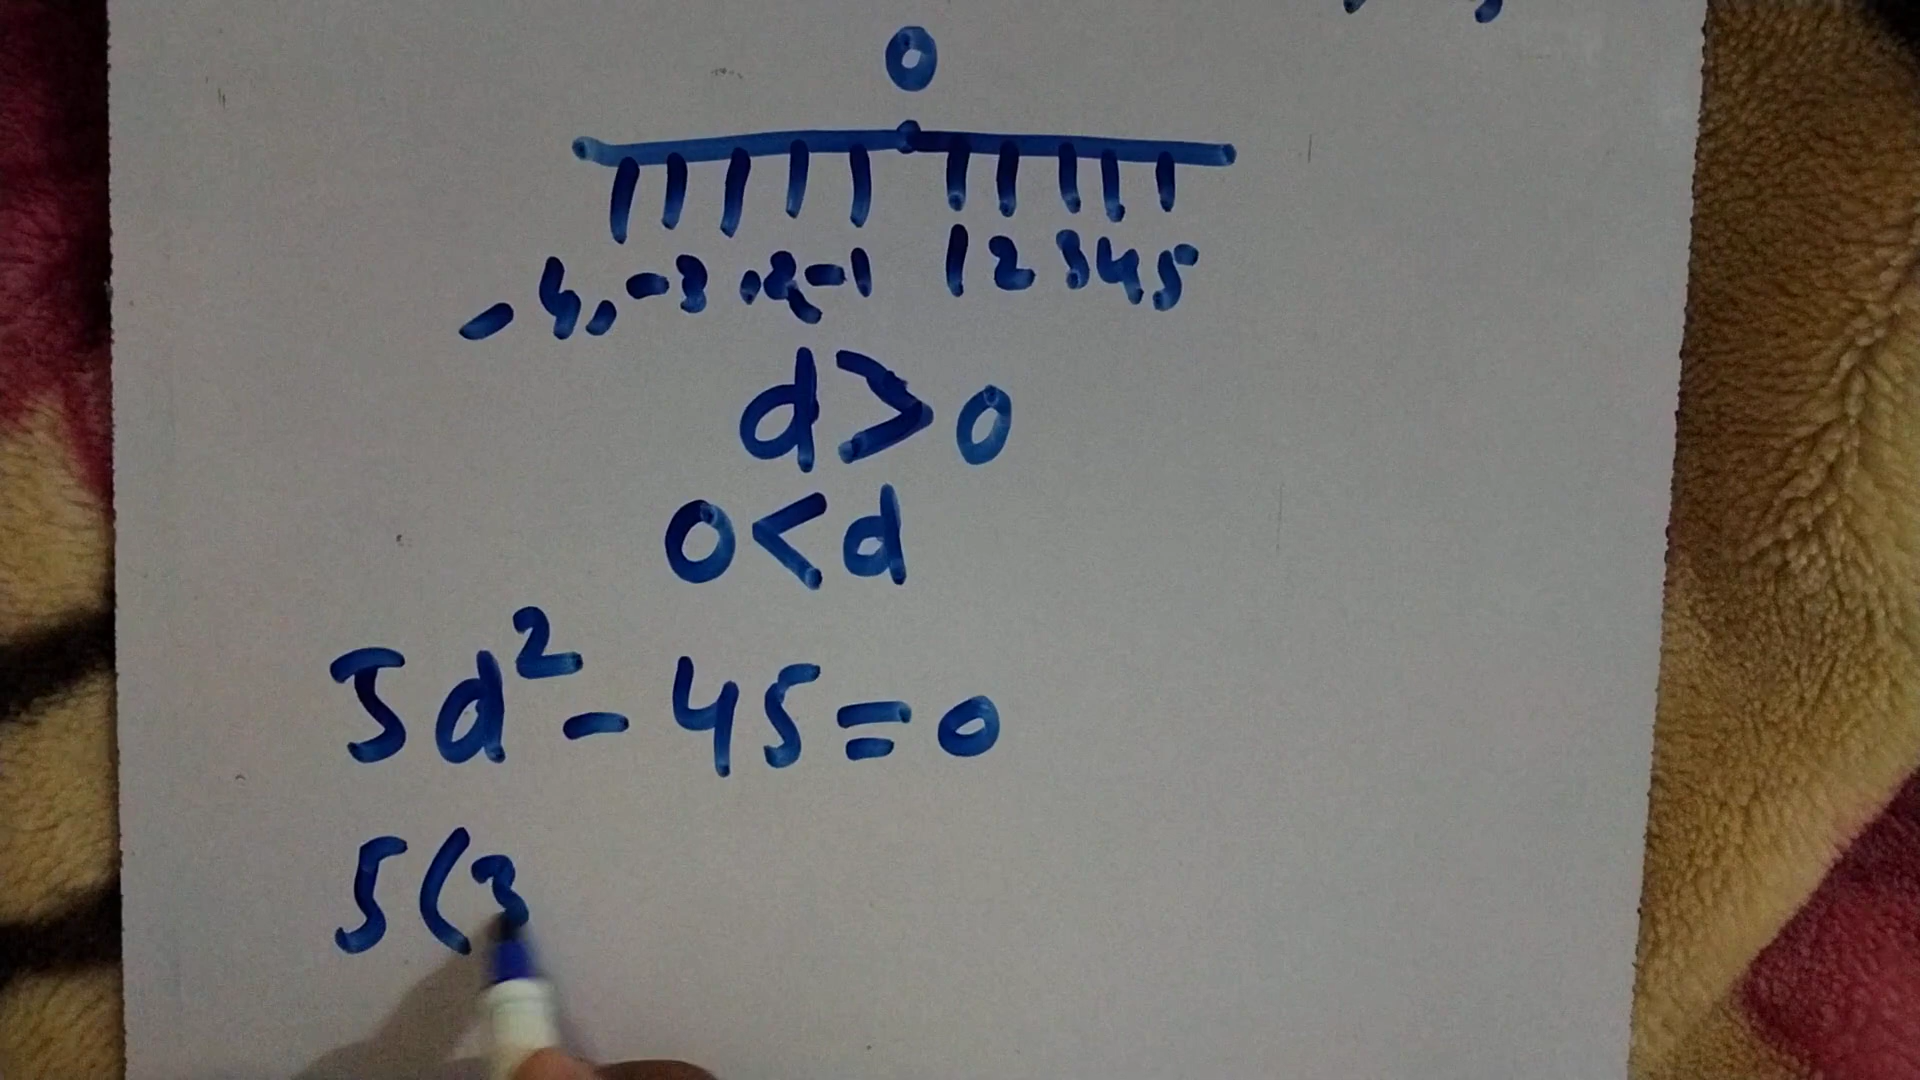 0
-4, -3 -2, -1 1 2 3 4 5
d > 0
0 < d
5d² - 45 = 0
5(3